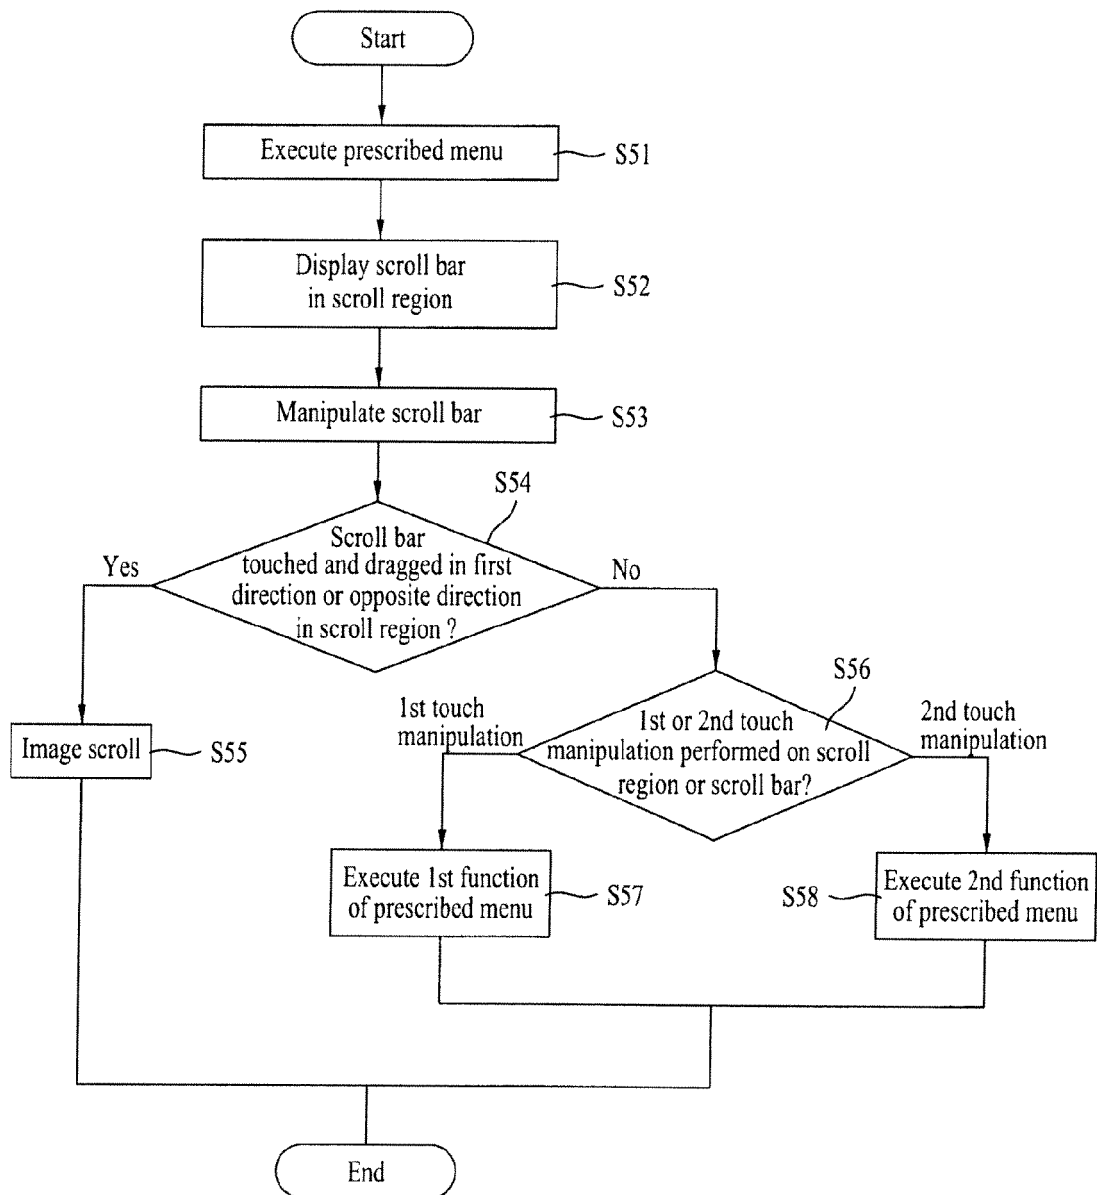 Start
Execute prescribed menu
S51
Display scroll bar
in scroll region
S52
Manipulate scroll bar
S53
S54
Scroll bar
touched and dragged in first
direction or opposite direction
in scroll region ?
Yes
No
Image scroll
S55
S56
1st or 2nd touch
manipulation performed on scroll
region or scroll bar?
1st touch
manipulation
2nd touch
manipulation
Execute 1st function
of prescribed menu
S57
S58
Execute 2nd function
of prescribed menu
End